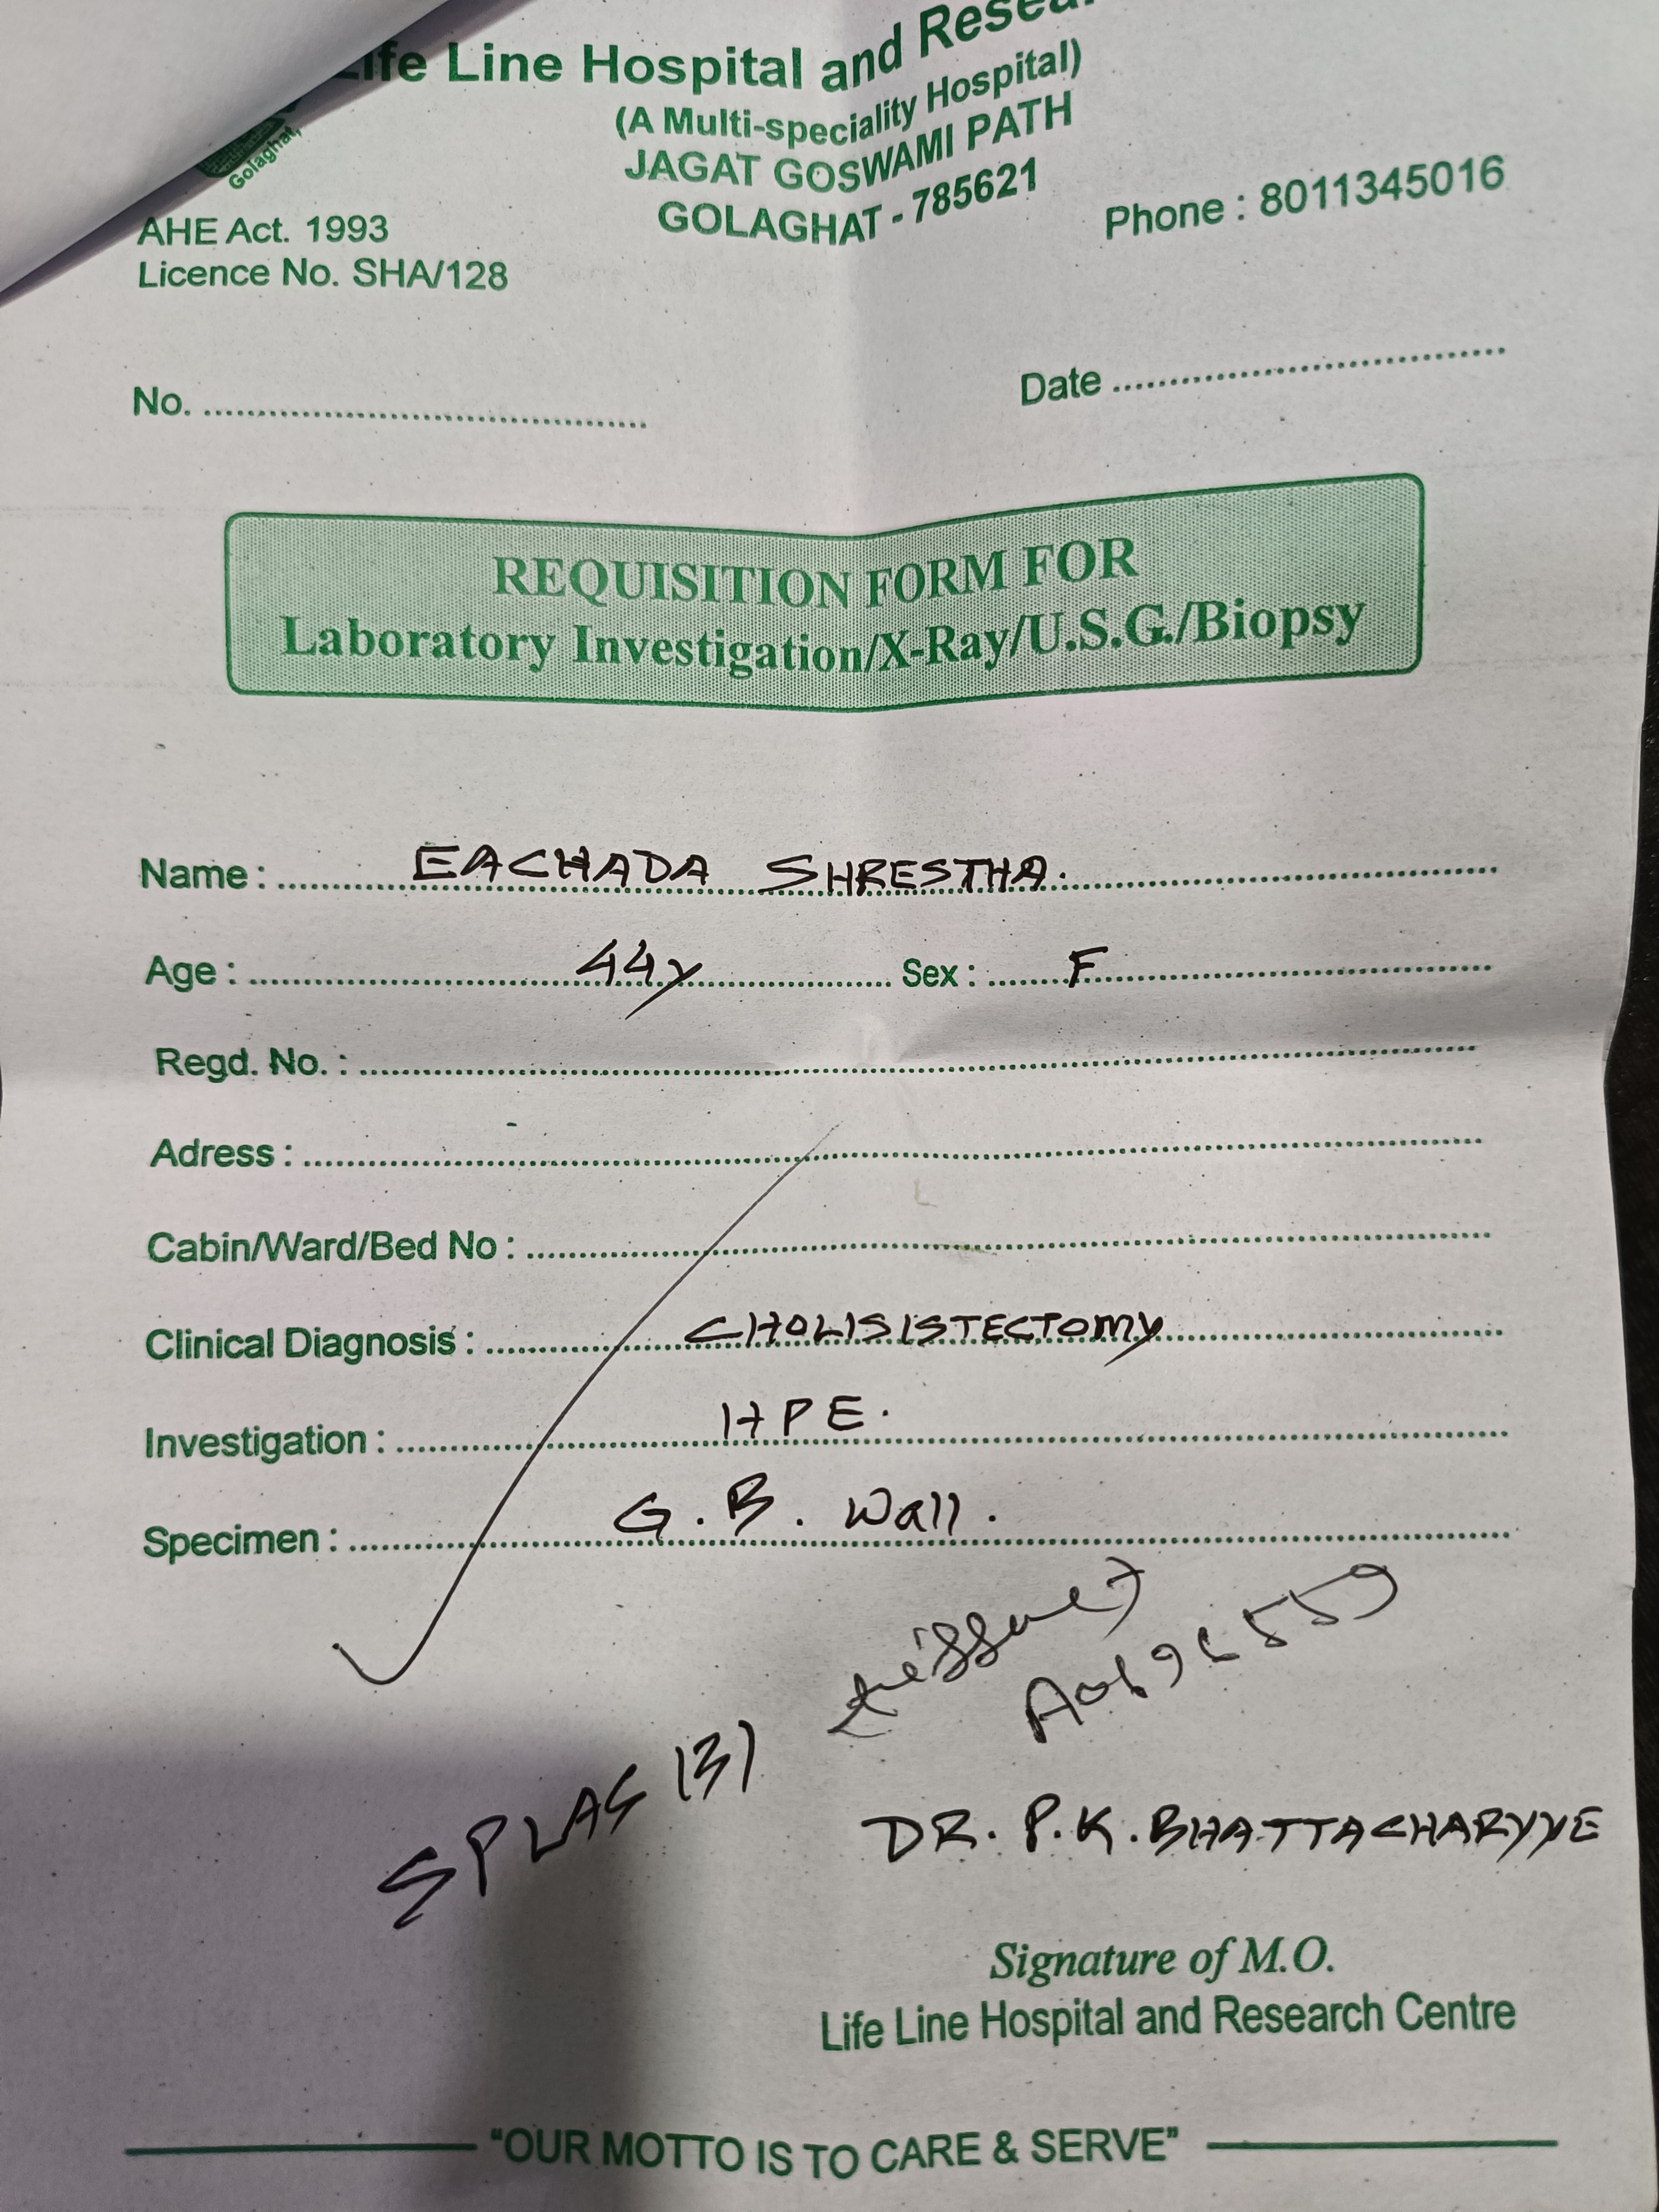 Life Line Hospital and Resear
(A Multi-speciality Hospital)
JAGAT GOSWAMI PATH
GOLAGHAT - 785621
Golaghat,
AHE Act. 1993
Licence No. SHA/128
Phone : 8011345016
No. ..........
Date ..........
REQUISITION FORM FOR
Laboratory Investigation/X-Ray/U.S.G./Biopsy
Name : EACHADA SHRESTHA.
Age : 44y Sex : F
Regd. No. :
Adress :
Cabin/Ward/Bed No :
Clinical Diagnosis : CHOLISISTECTOMY
Investigation : HPE.
Specimen : G.B. Wall.
DR. P.K. BHATTACHARYYE
Signature of M.O.
Life Line Hospital and Research Centre
"OUR MOTTO IS TO CARE & SERVE"